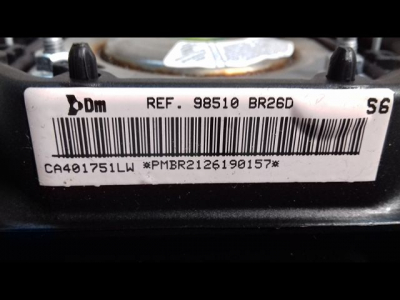 Dm REF. 98510 BR26D S6
CA401751LW *PMBR2126190157*